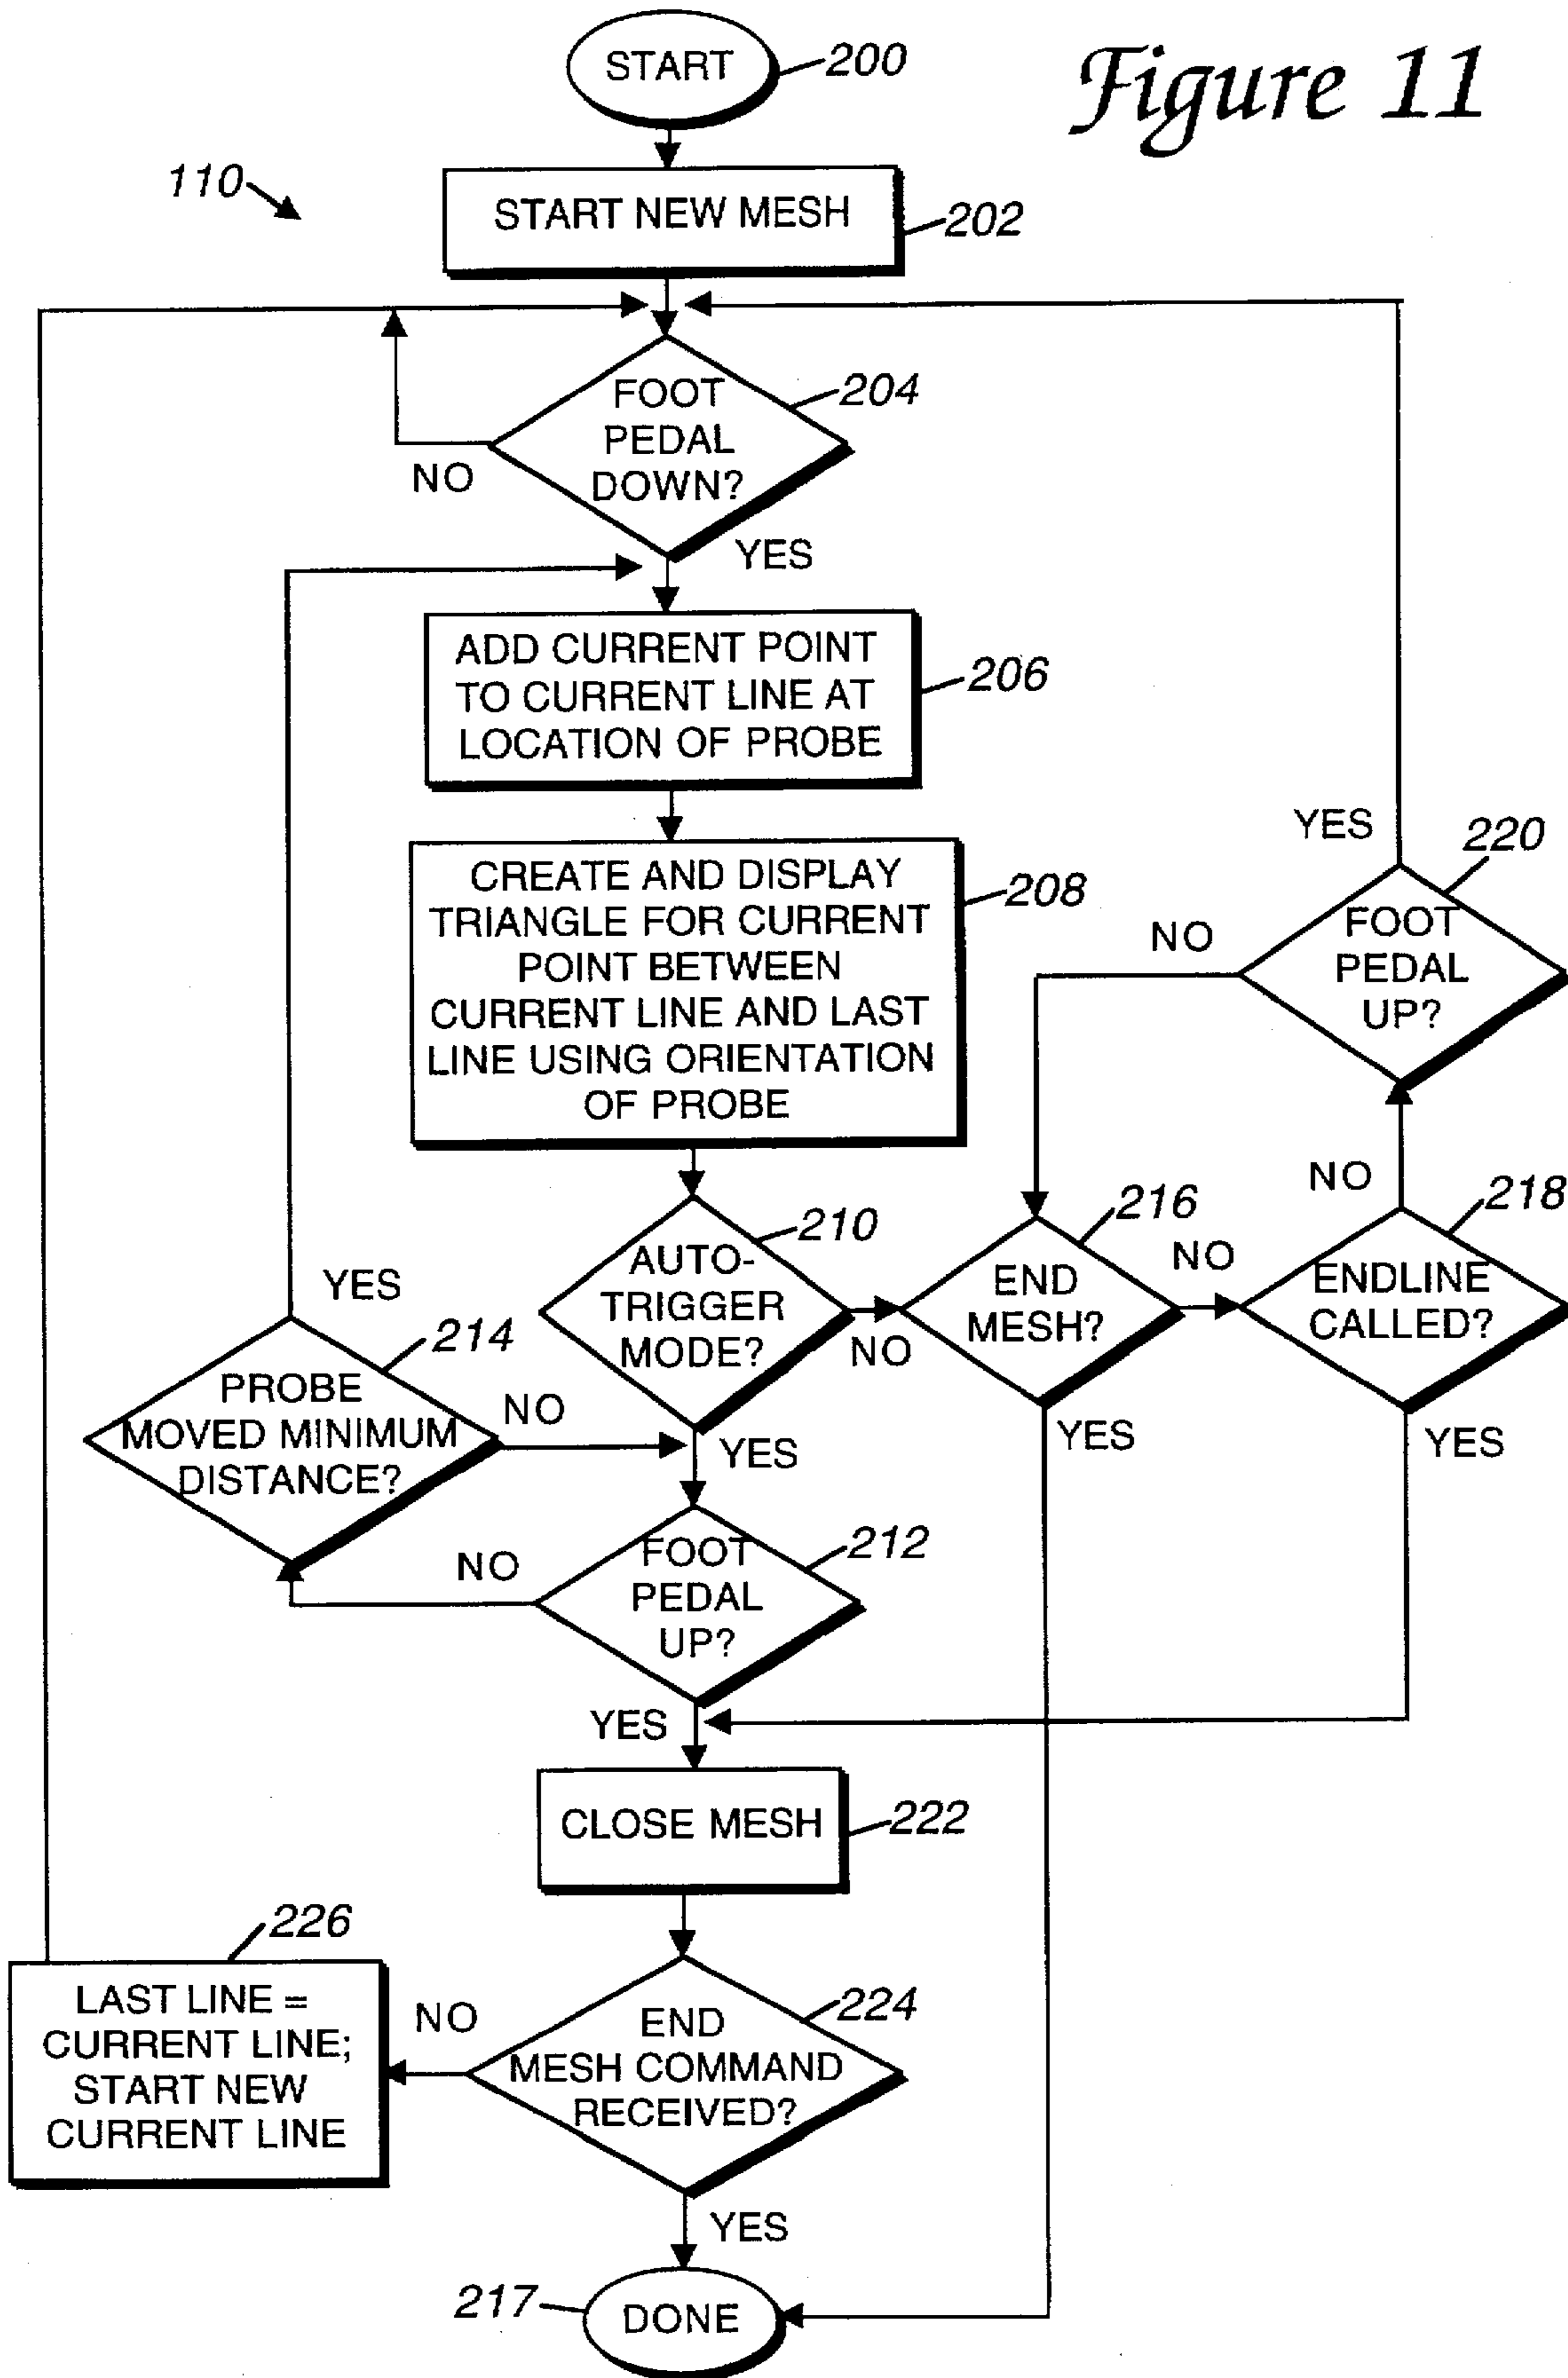 START
200
Figure 11
110
START NEW MESH
202
FOOT
PEDAL
DOWN?
204
NO
YES
ADD CURRENT POINT
TO CURRENT LINE AT
LOCATION OF PROBE
206
CREATE AND DISPLAY
TRIANGLE FOR CURRENT
POINT BETWEEN
CURRENT LINE AND LAST
LINE USING ORIENTATION
OF PROBE
208
YES
220
FOOT
PEDAL
UP?
NO
NO
AUTO-
TRIGGER
MODE?
210
NO
YES
END
MESH?
216
NO
YES
ENDLINE
CALLED?
218
YES
YES
214
PROBE
MOVED MINIMUM
DISTANCE?
NO
FOOT
PEDAL
UP?
212
NO
YES
CLOSE MESH
222
226
LAST LINE =
CURRENT LINE;
START NEW
CURRENT LINE
NO
END
MESH COMMAND
RECEIVED?
224
YES
217
DONE